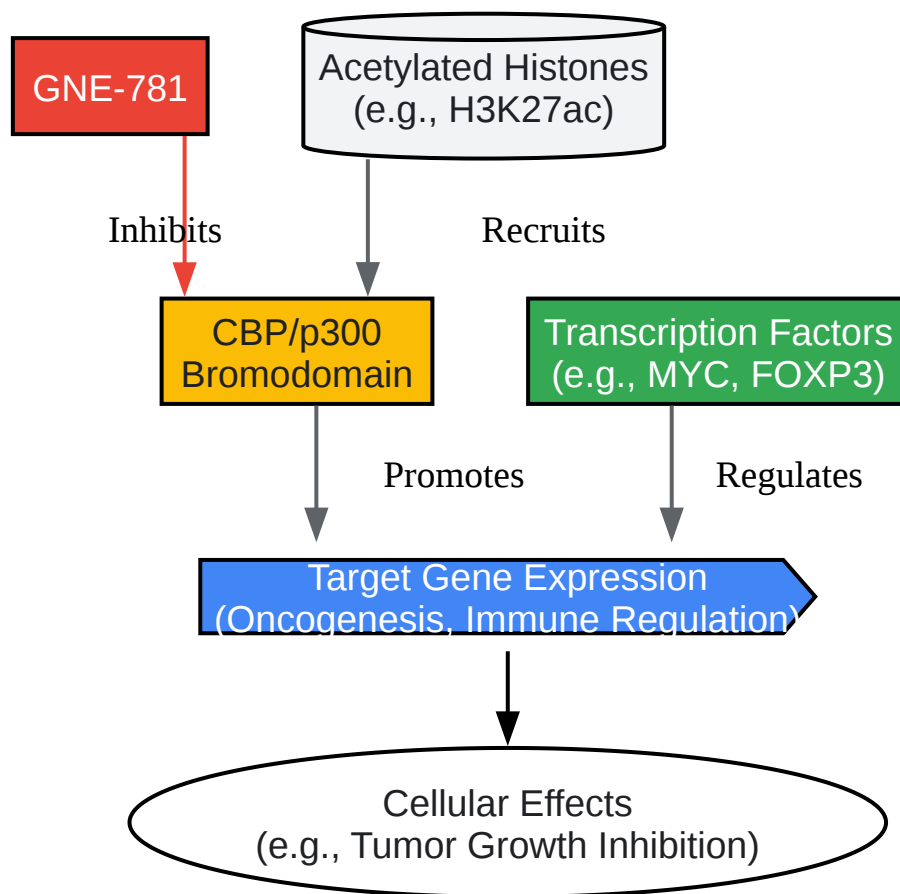 GNE-781
Acetylated Histones
(e.g., H3K27ac)
Inhibits
Recruits
CBP/p300
Bromodomain
Transcription Factors
(e.g., MYC, FOXP3)
Promotes
Regulates
Target Gene Expression
(Oncogenesis, Immune Regulation)
Cellular Effects
(e.g., Tumor Growth Inhibition)